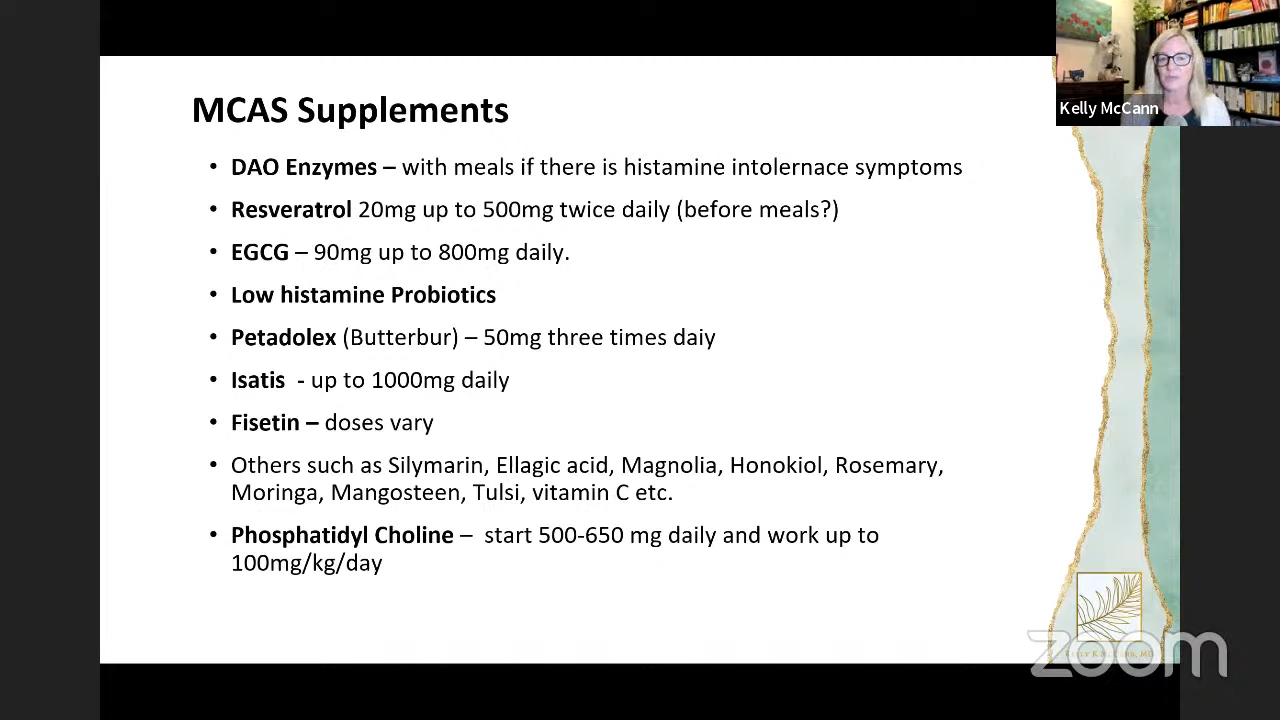 Kelly McCann
MCAS Supplements
• DAO Enzymes – with meals if there is histamine intolernace symptoms
• Resveratrol 20mg up to 500mg twice daily (before meals?)
• EGCG – 90mg up to 800mg daily.
• Low histamine Probiotics
• Petadolex (Butterbur) – 50mg three times daiy
• Isatis - up to 1000mg daily
• Fisetin – doses vary
• Others such as Silymarin, Ellagic acid, Magnolia, Honokiol, Rosemary,
Moringa, Mangosteen, Tulsi, vitamin C etc.
• Phosphatidyl Choline – start 500-650 mg daily and work up to
100mg/kg/day
zoom